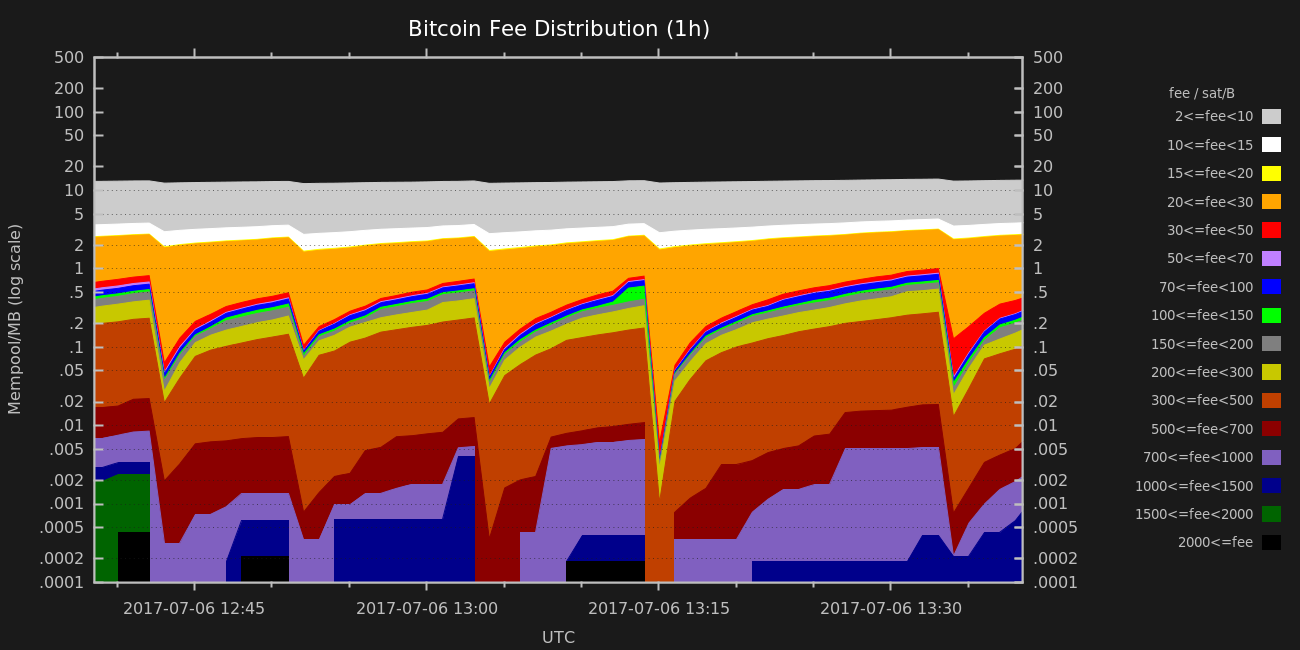 Bitcoin Fee Distribution (1h)
500
200
100
50
20
10
5
2
1
.5
.2
.1
.05
.02
.01
.005
.002
.001
.0005
.0002
.0001
Mempool/MB (log scale)
500
200
100
50
20
10
5
2
1
.5
.2
.1
.05
.02
.01
.005
.002
.001
.0005
.0002
.0001
2017-07-06 12:45
2017-07-06 13:00
2017-07-06 13:15
2017-07-06 13:30
UTC
fee / sat/B
2<=fee<10
10<=fee<15
15<=fee<20
20<=fee<30
30<=fee<50
50<=fee<70
70<=fee<100
100<=fee<150
150<=fee<200
200<=fee<300
300<=fee<500
500<=fee<700
700<=fee<1000
1000<=fee<1500
1500<=fee<2000
2000<=fee